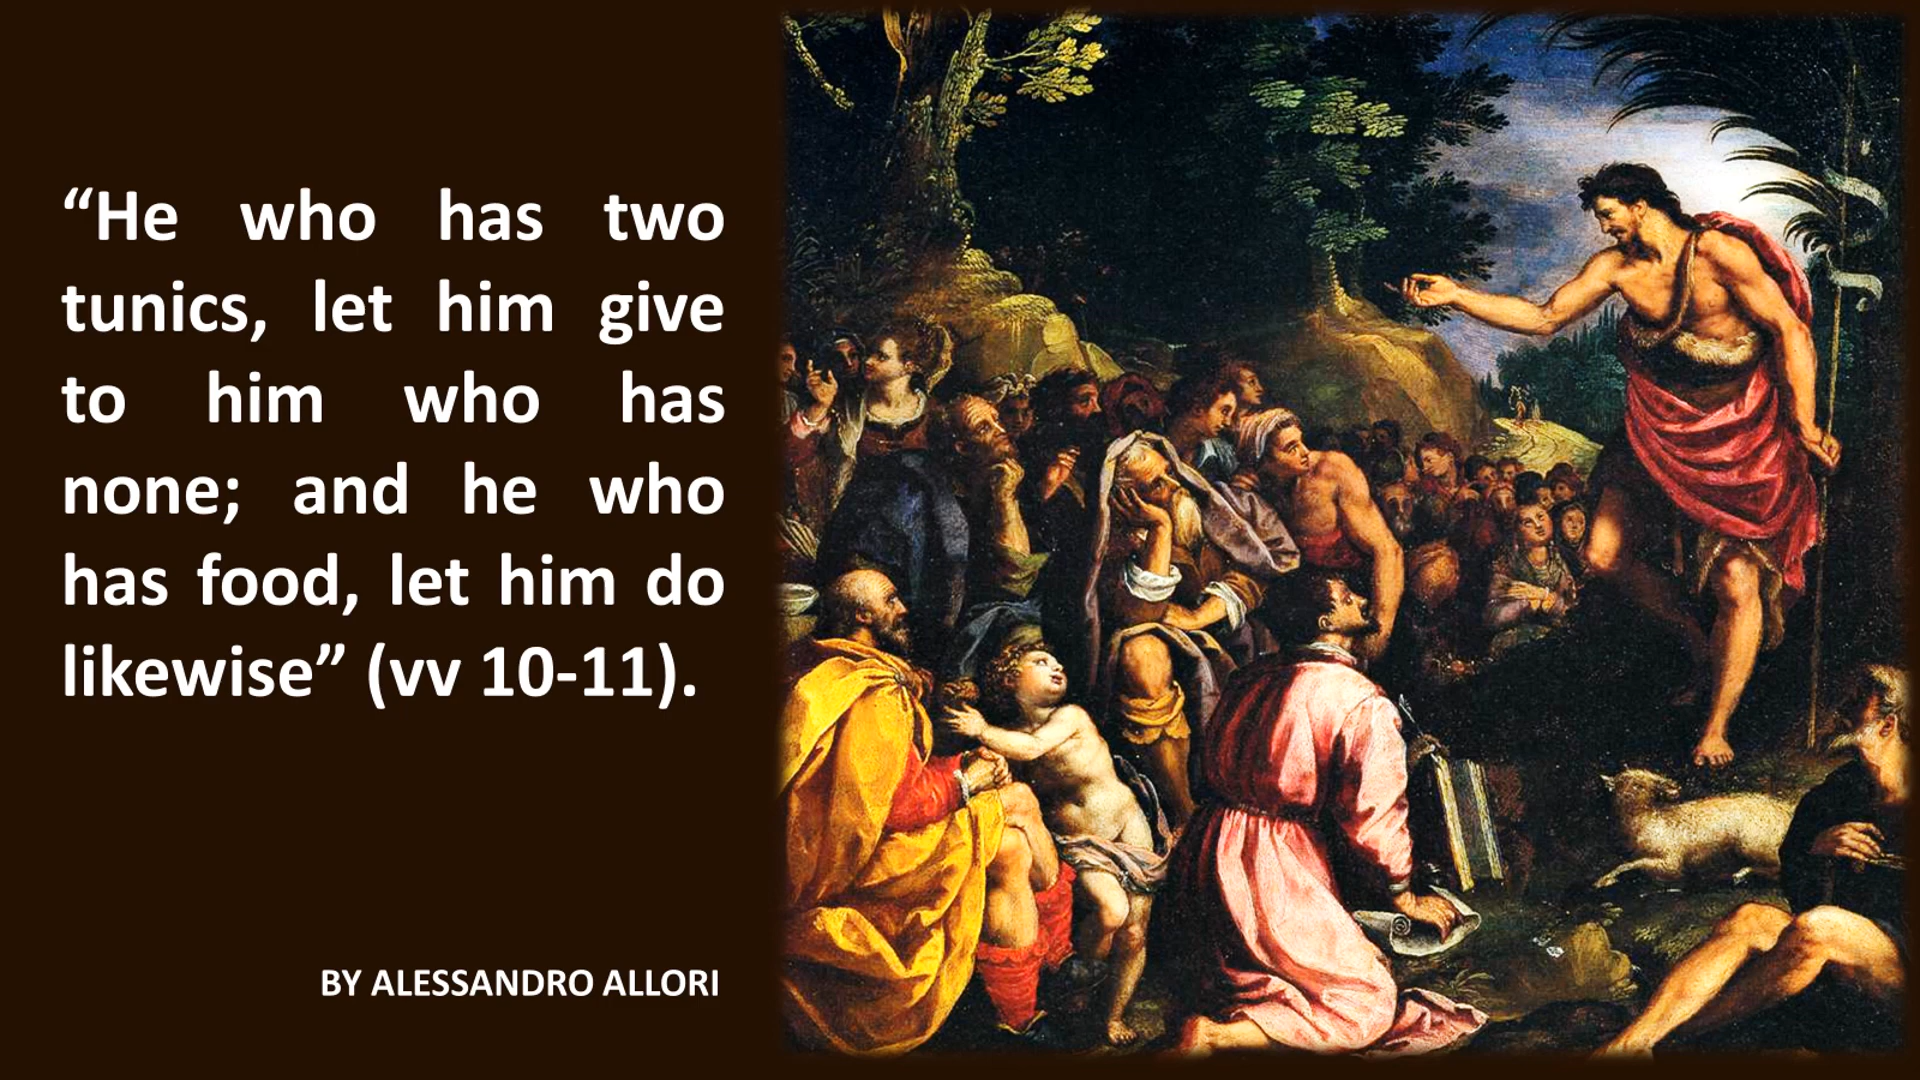 “He who has two
tunics, let him give
to him who has
none; and he who
has food, let him do
likewise” (vv 10-11).
BY ALESSANDRO ALLORI